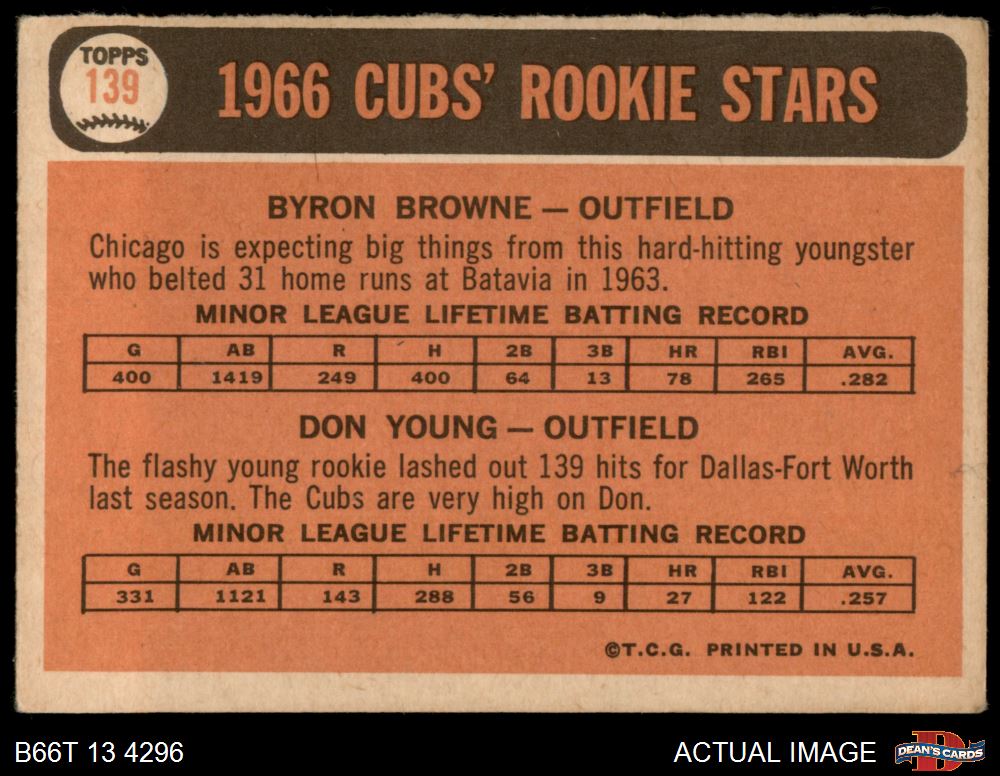 TOPPS
139
1966 CUBS' ROOKIE STARS
BYRON BROWNE — OUTFIELD
Chicago is expecting big things from this hard-hitting youngster
who belted 31 home runs at Batavia in 1963.
MINOR LEAGUE LIFETIME BATTING RECORD
G AB R H 2B 3B HR RBI AVG.
400 1419 249 400 64 13 78 265 .282
DON YOUNG — OUTFIELD
The flashy young rookie lashed out 139 hits for Dallas-Fort Worth
last season. The Cubs are very high on Don.
MINOR LEAGUE LIFETIME BATTING RECORD
G AB R H 2B 3B HR RBI AVG.
331 1121 143 288 56 9 27 122 .257
©T.C.G. PRINTED IN U.S.A.
B66T 13 4296
ACTUAL IMAGE
DEAN'S CARDS